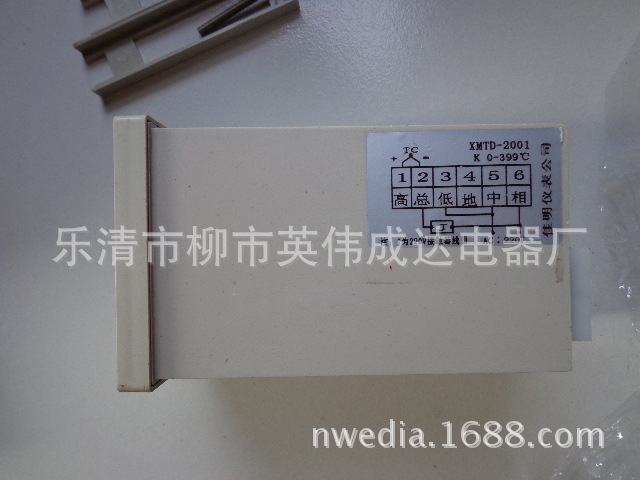 TC
XMTD-2001
+ - K 0-399℃
1 2 3 4 5 6
高 总 低 地 中 相
维明仪表公司
乐清市柳市英伟成达电器厂
nwedia.1688.com